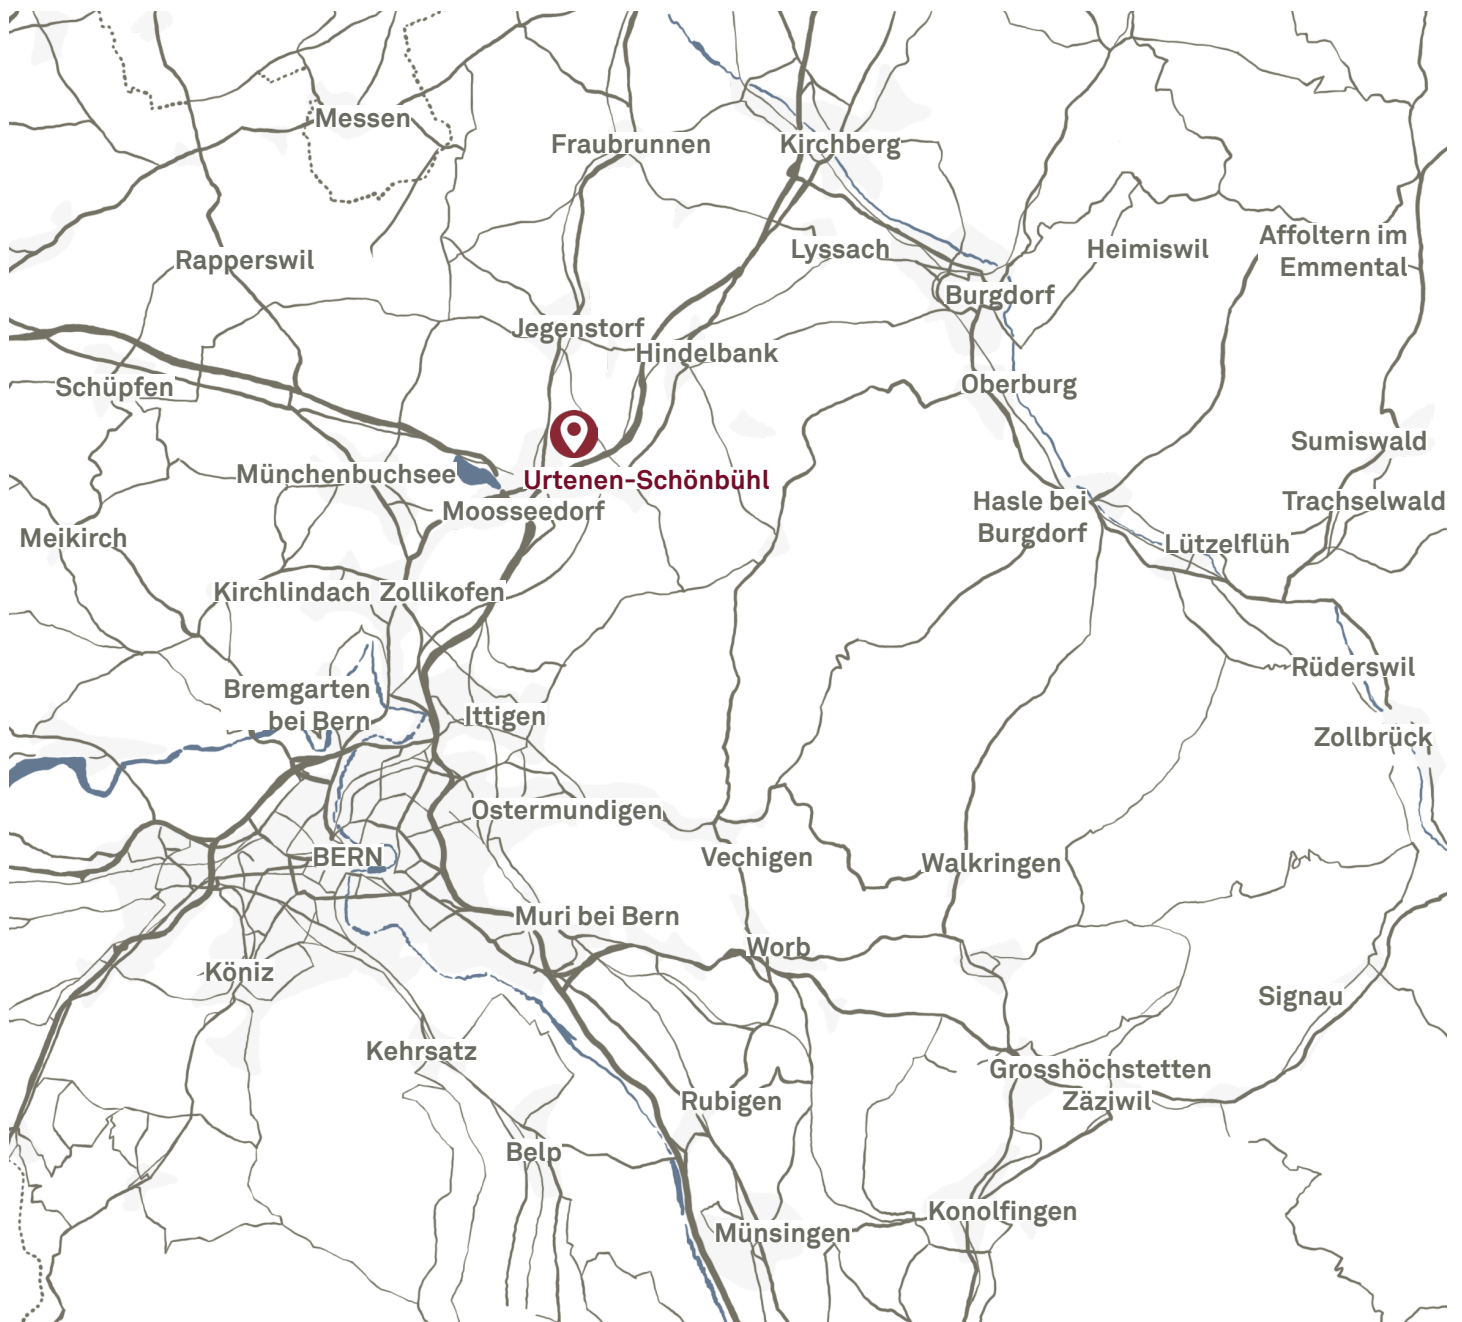 Messen
Fraubrunnen
Kirchberg
Rapperswil
Lyssach
Heimiswil
Affoltern im
Emmental
Burgdorf
Jegenstorf
Hindelbank
Schüpfen
Oberburg
Sumiswald
Münchenbuchsee
Urtenen-Schönbühl
Moosseedorf
Hasle bei
Burgdorf
Trachselwald
Meikirch
Lützelflüh
Kirchlindach
Zollikofen
Rüderswil
Bremgarten
bei Bern
Ittigen
Zollbrück
Ostermundigen
BERN
Vechigen
Walkringen
Muri bei Bern
Worb
Köniz
Signau
Kehrsatz
Grosshöchstetten
Zäziwil
Rubigen
Belp
Konolfingen
Münsingen